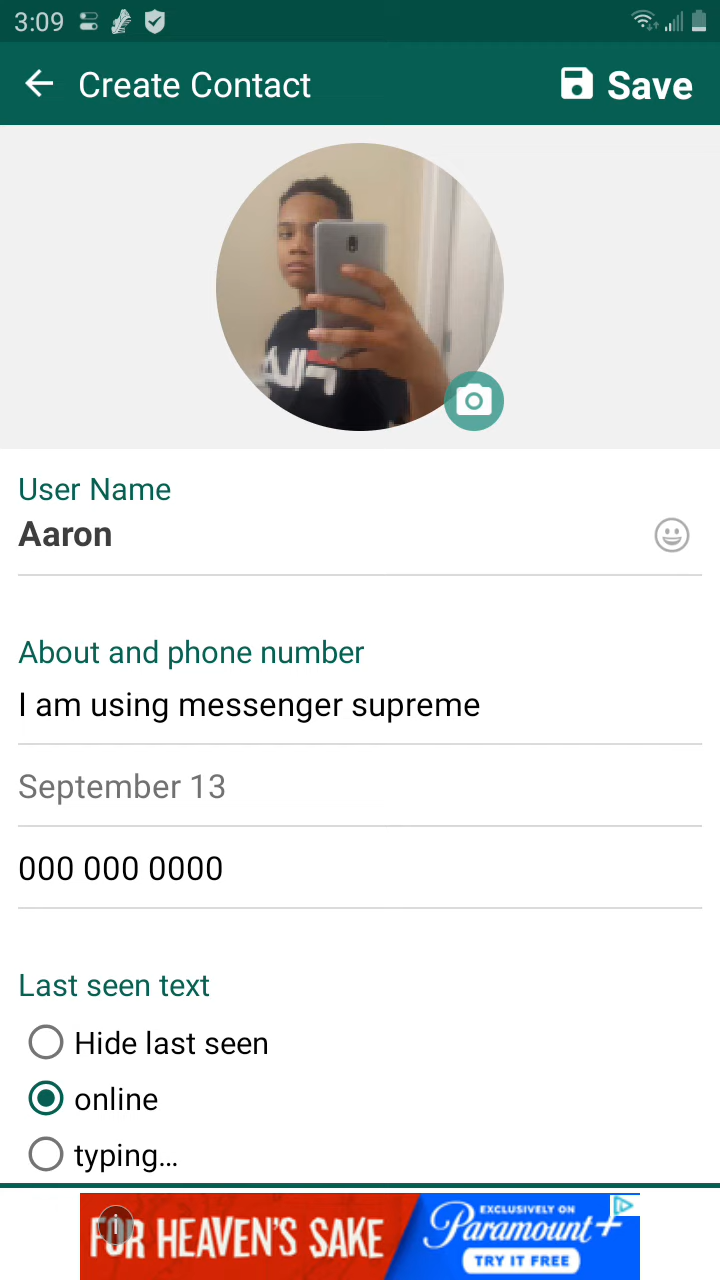 3:09
Create Contact
Save
User Name
Aaron
About and phone number
I am using messenger supreme
September 13
000 000 0000
Last seen text
Hide last seen
online
typing...
FOR HEAVEN'S SAKE
EXCLUSIVELY ON
Paramount+
TRY IT FREE